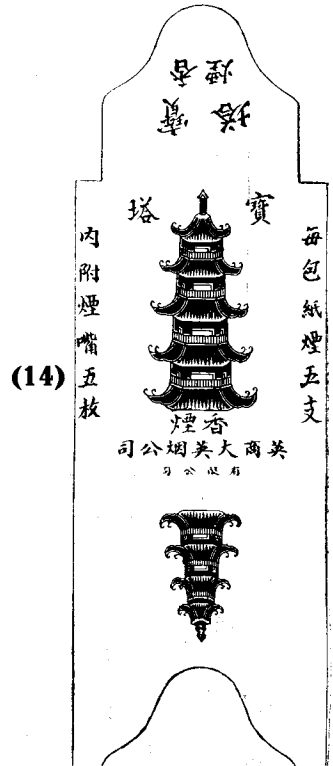 寶塔
香煙
寶塔
每包紙煙五支
內附煙嘴五枚
(14)
香煙
英商大英烟公司
有限公司